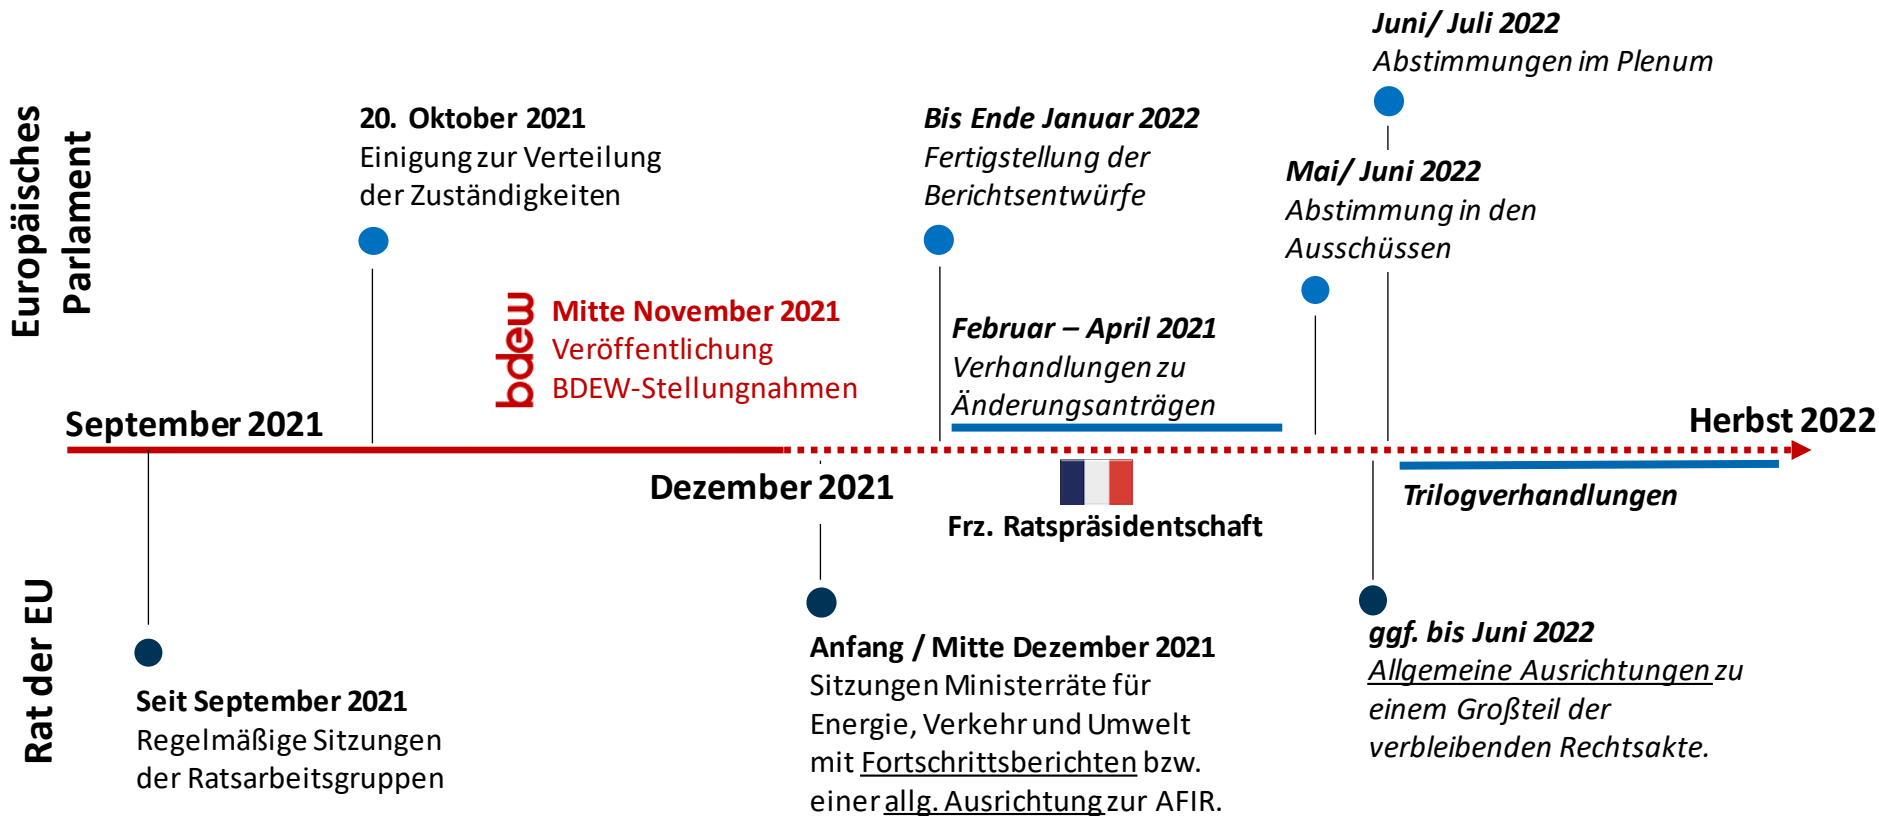 Europäisches
Parlament
Juni/ Juli 2022
Abstimmungen im Plenum
20. Oktober 2021
Einigung zur Verteilung
der Zuständigkeiten
Bis Ende Januar 2022
Fertigstellung der
Berichtsentwürfe
Mai/ Juni 2022
Abstimmung in den
Ausschüssen
bdew
Mitte November 2021
Veröffentlichung
BDEW-Stellungnahmen
Februar – April 2021
Verhandlungen zu
Änderungsanträgen
September 2021
Herbst 2022
Dezember 2021
Frz. Ratspräsidentschaft
Trilogverhandlungen
Rat der EU
Seit September 2021
Regelmäßige Sitzungen
der Ratsarbeitsgruppen
Anfang / Mitte Dezember 2021
Sitzungen Ministerräte für
Energie, Verkehr und Umwelt
mit Fortschrittsberichten bzw.
einer allg. Ausrichtung zur AFIR.
ggf. bis Juni 2022
Allgemeine Ausrichtungen zu
einem Großteil der
verbleibenden Rechtsakte.